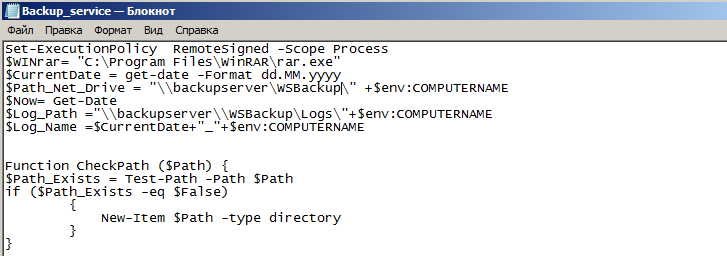 Backup_service — Блокнот
Файл Правка Формат Вид Справка
Set-ExecutionPolicy  RemoteSigned -Scope Process
$WINrar= "C:\Program Files\WinRAR\rar.exe"
$CurrentDate = get-date -Format dd.MM.yyyy
$Path_Net_Drive = "\\backupserver\WSBackup\" +$env:COMPUTERNAME
$Now= Get-Date
$Log_Path ="\\backupserver\\WSBackup\Logs\"+$env:COMPUTERNAME
$Log_Name =$CurrentDate+"_"+$env:COMPUTERNAME
Function CheckPath ($Path) {
$Path_Exists = Test-Path -Path $Path
if ($Path_Exists -eq $False)
{
New-Item $Path -type directory
}
}